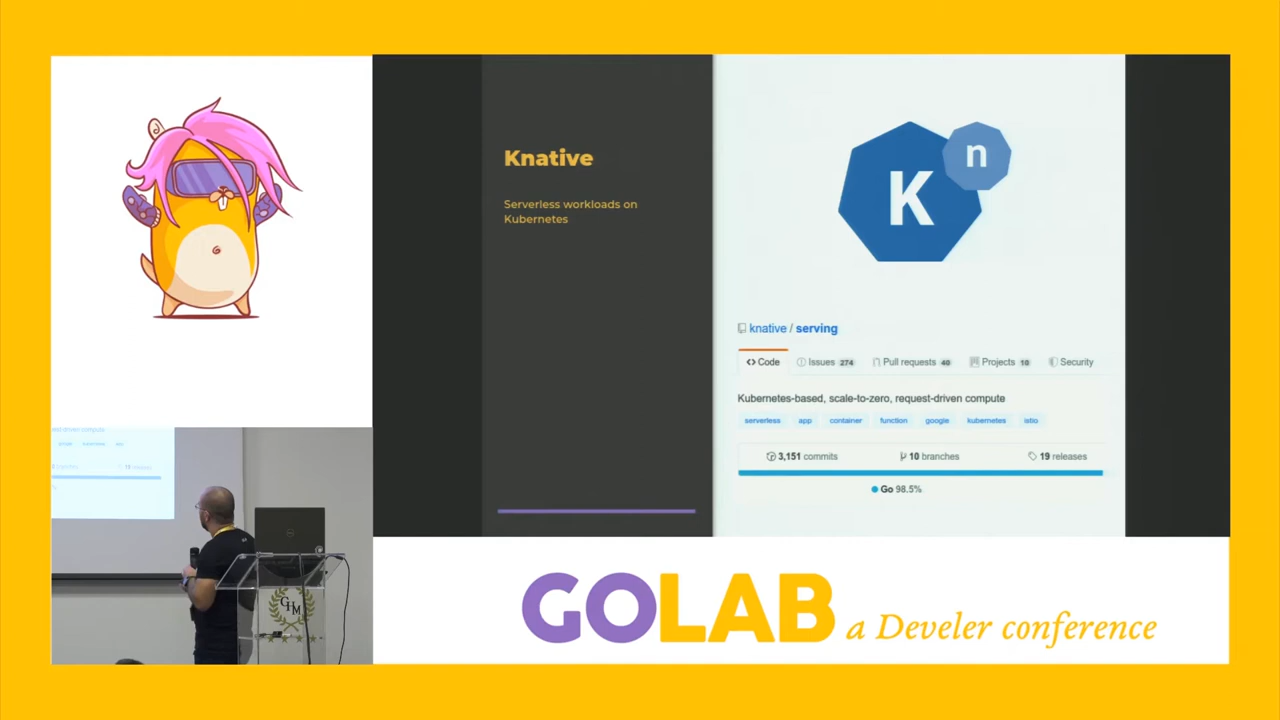 Knative
Serverless workloads on
Kubernetes
K
n
knative / serving
Code
Issues 274
Pull requests 40
Projects 10
Security
Kubernetes-based, scale-to-zero, request-driven compute
serverless app container function google kubernetes istio
3,151 commits
10 branches
19 releases
Go 98.5%
GHM
GOLAB a Develer conference